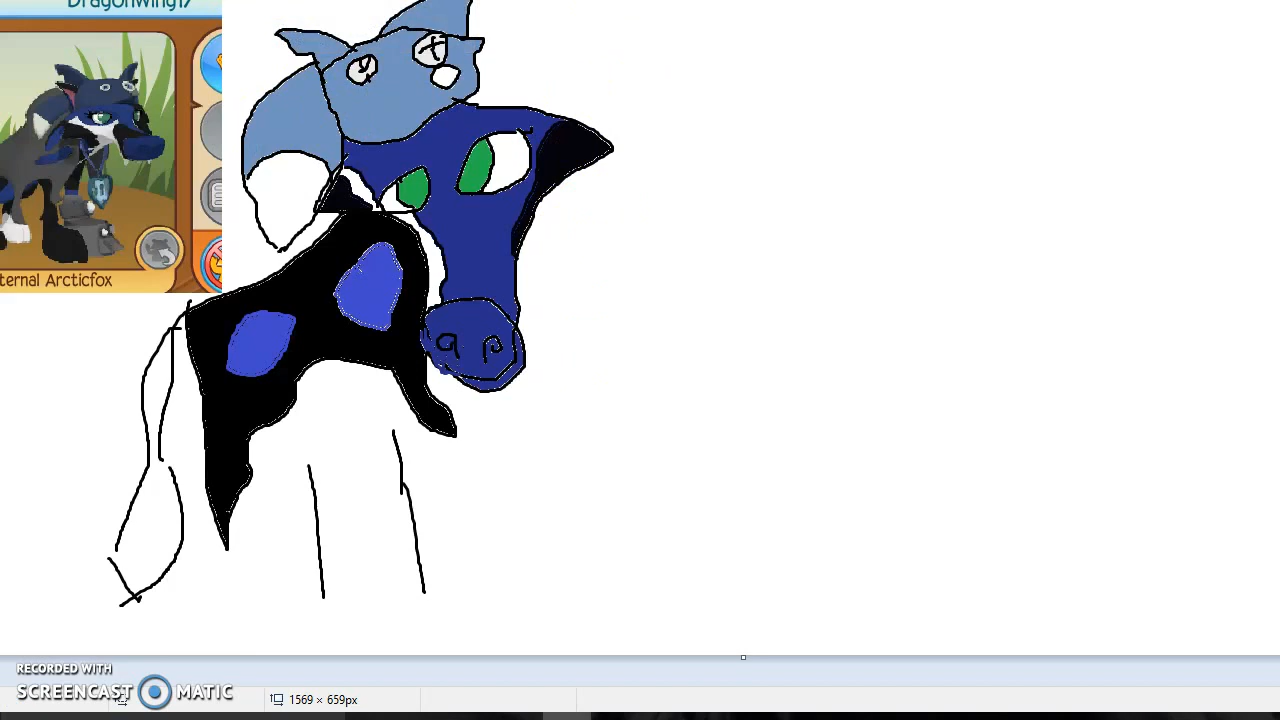 Dragonwing17
ternal Arcticfox
RECORDED WITH
SCREENCAST MATIC
1569 × 659px